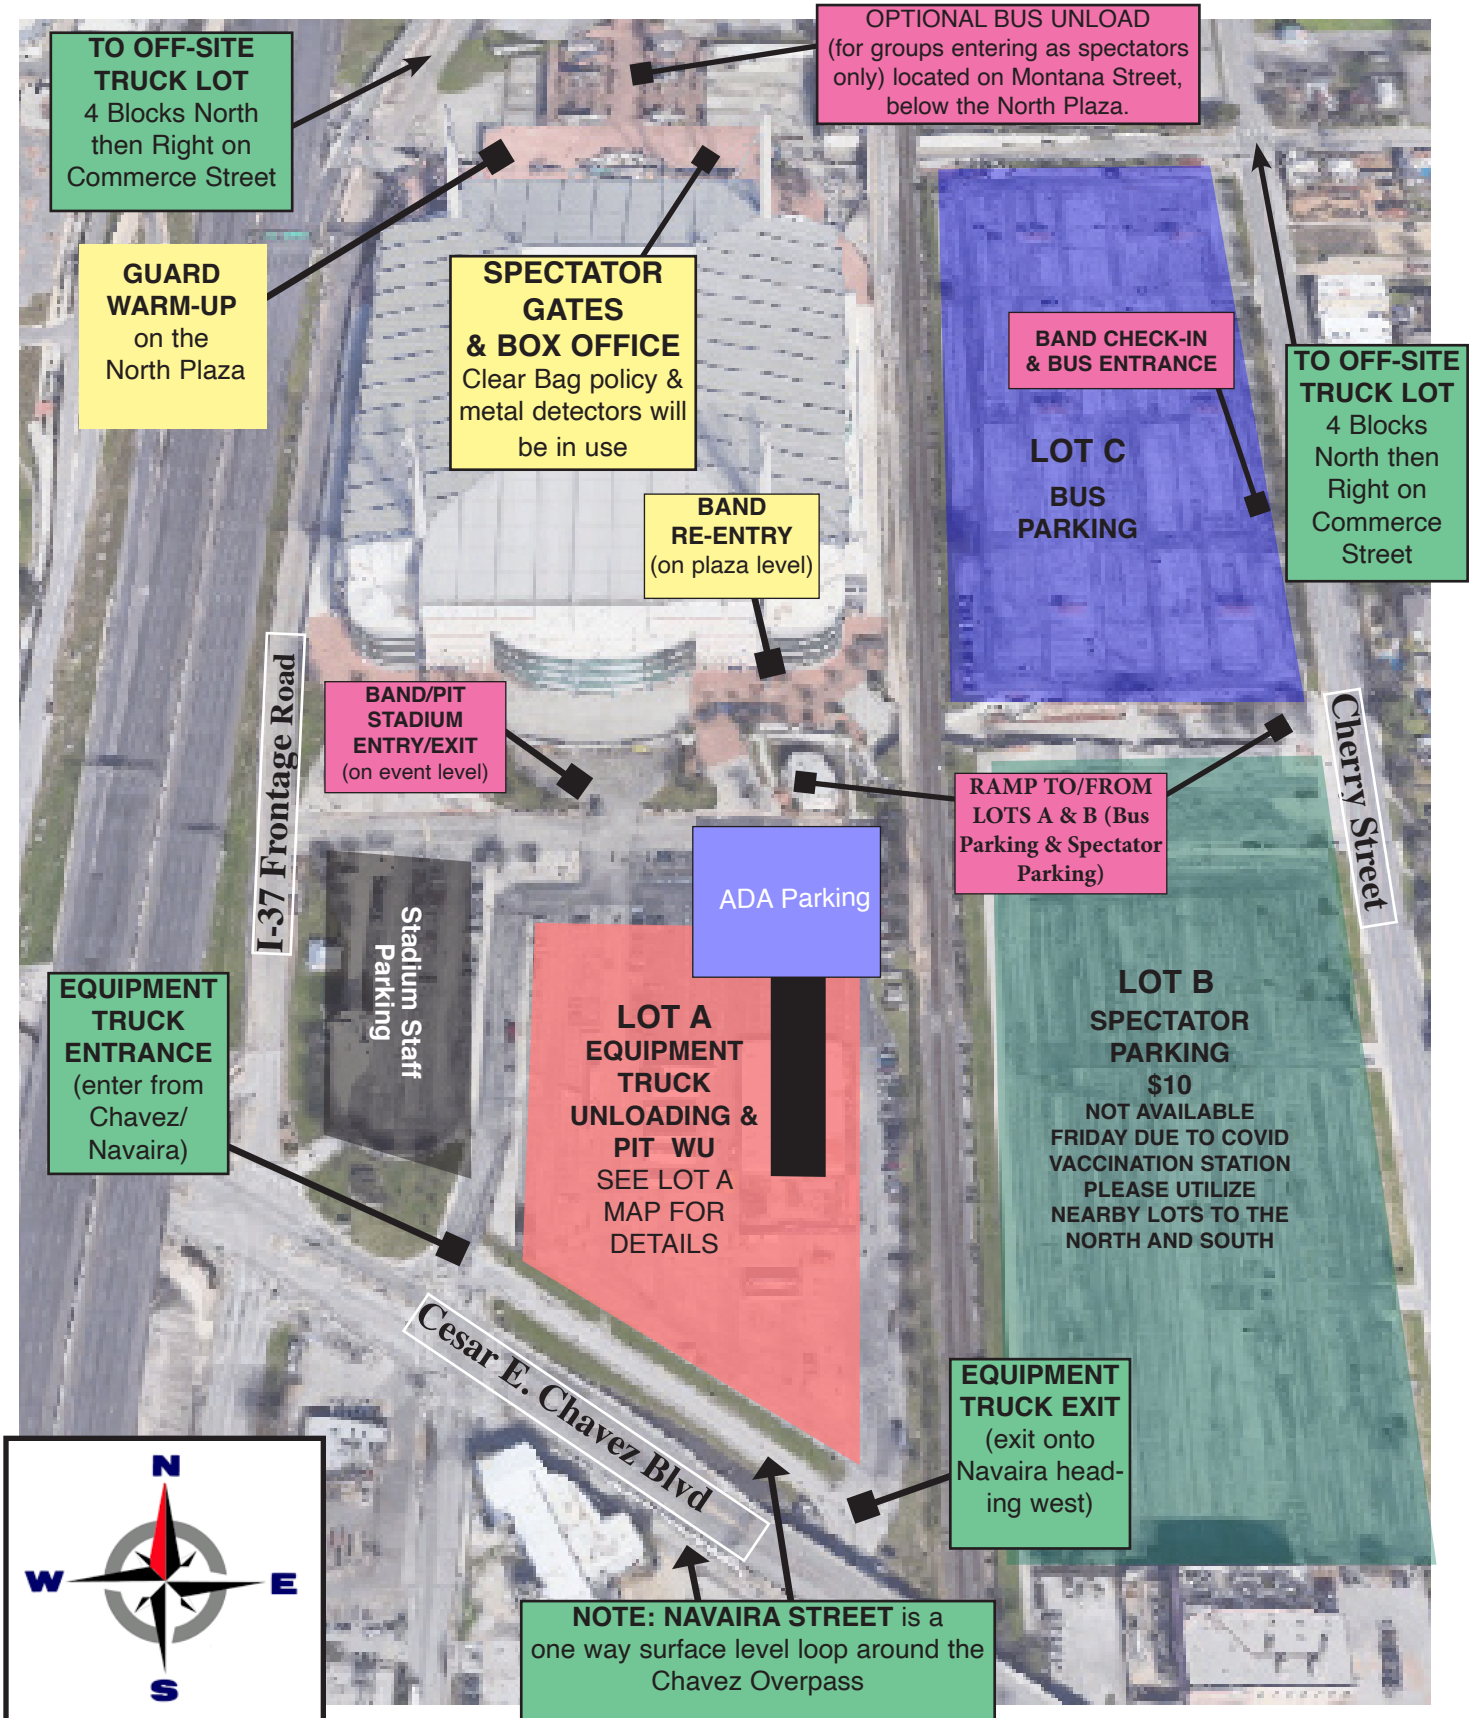 TO OFF-SITE
TRUCK LOT
4 Blocks North
then Right on
Commerce Street
OPTIONAL BUS UNLOAD
(for groups entering as spectators
only) located on Montana Street,
below the North Plaza.
GUARD
WARM-UP
on the
North Plaza
SPECTATOR
GATES
& BOX OFFICE
Clear Bag policy &
metal detectors will
be in use
BAND CHECK-IN
& BUS ENTRANCE
TO OFF-SITE
TRUCK LOT
4 Blocks
North then
Right on
Commerce
Street
LOT C
BUS
PARKING
BAND
RE-ENTRY
(on plaza level)
I-37 Frontage Road
BAND/PIT
STADIUM
ENTRY/EXIT
(on event level)
Cherry Street
RAMP TO/FROM
LOTS A & B (Bus
Parking & Spectator
Parking)
ADA Parking
Stadium Staff
Parking
EQUIPMENT
TRUCK
ENTRANCE
(enter from
Chavez/
Navaira)
LOT A
EQUIPMENT
TRUCK
UNLOADING &
PIT WU
SEE LOT A
MAP FOR
DETAILS
LOT B
SPECTATOR
PARKING
$10
NOT AVAILABLE
FRIDAY DUE TO COVID
VACCINATION STATION
PLEASE UTILIZE
NEARBY LOTS TO THE
NORTH AND SOUTH
Cesar E. Chavez Blvd
EQUIPMENT
TRUCK EXIT
(exit onto
Navaira head-
ing west)
N
W
E
S
NOTE: NAVAIRA STREET is a
one way surface level loop around the
Chavez Overpass